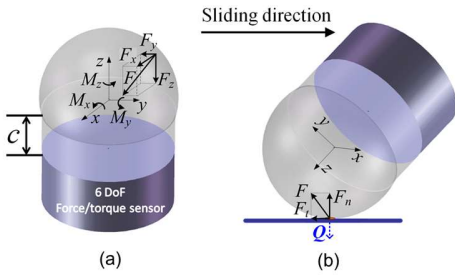 Sliding direction
F_y
F_x
z
F
F_z
M_z
M_x
y
x
M_y
c
6 DoF
Force/torque sensor
(a)
y
x
z
F
F_n
F_t
Q
(b)